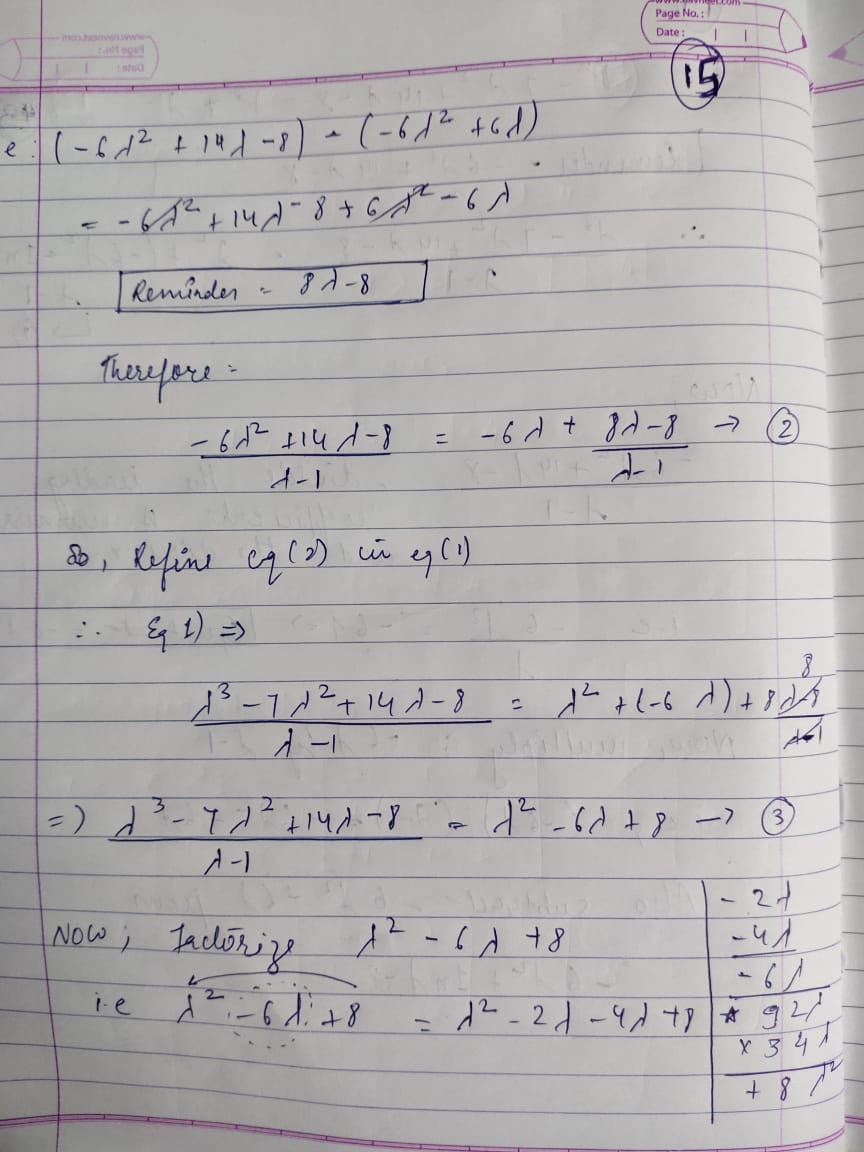 Page No.:
Date:
15
e: (-6λ² + 14λ - 8) - (-6λ² + 6λ)
= -6λ² + 14λ - 8 + 6λ² - 6λ
∴
Reminder = 8λ-8
Therefore =
(-6λ² + 14λ - 8)/(λ-1) = -6λ + (8λ-8)/(λ-1) → ②
So, Refine eq (2) in eq (1)
∴ Eq 1) ⇒
(λ³ - 7λ² + 14λ - 8)/(λ-1) = λ² + (-6λ) + (8λ-8)/(λ-1)
8
⇒) (λ³ - 7λ² + 14λ - 8)/(λ-1) = λ² - 6λ + 8 → ③
NOW; Factorize λ² - 6λ + 8
i.e λ² - 6λ + 8 = λ² - 2λ - 4λ + 8
- 2λ
- 4λ
- 6λ
2λ
4λ
+ 8λ²